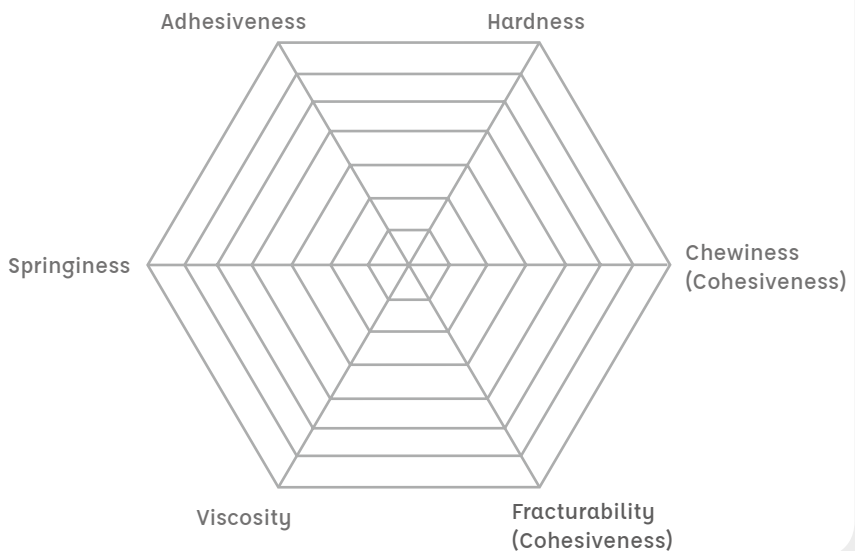 Adhesiveness
Hardness
Springiness
Chewiness
(Cohesiveness)
Viscosity
Fracturability
(Cohesiveness)